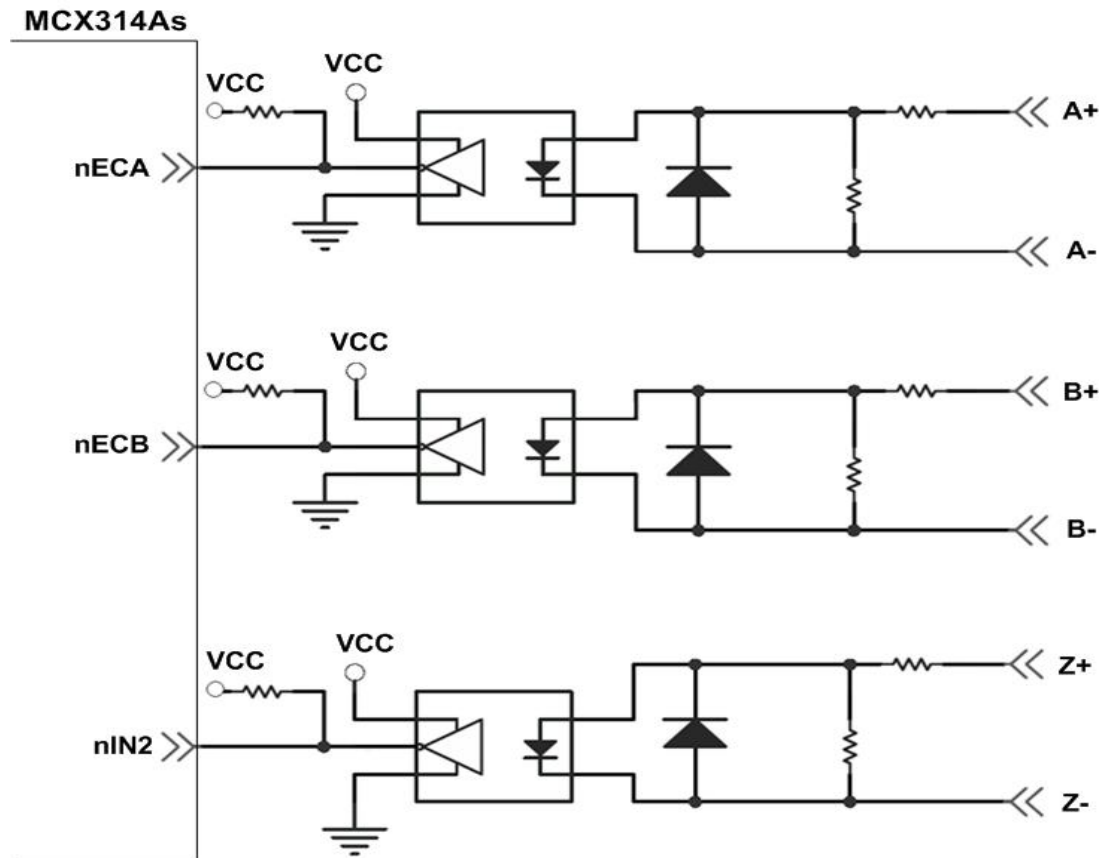 MCX314As
VCC
VCC
A+
nECA
A-
VCC
VCC
B+
nECB
B-
VCC
VCC
Z+
nIN2
Z-